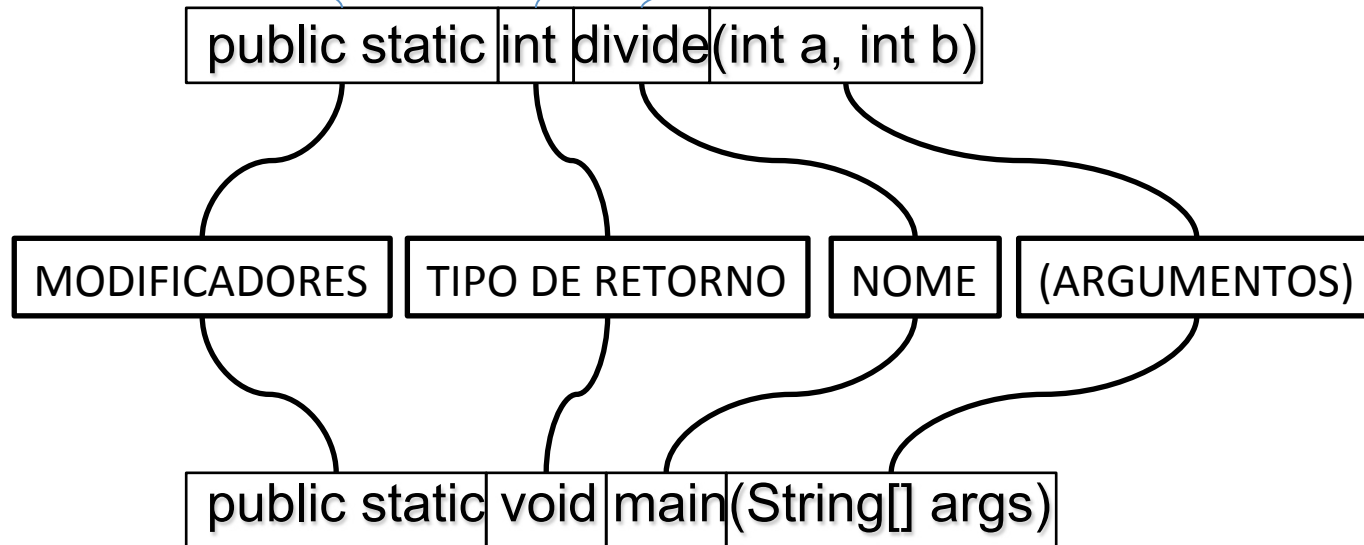 public static int divide(int a, int b)
MODIFICADORES TIPO DE RETORNO NOME (ARGUMENTOS)
public static void main(String[] args)